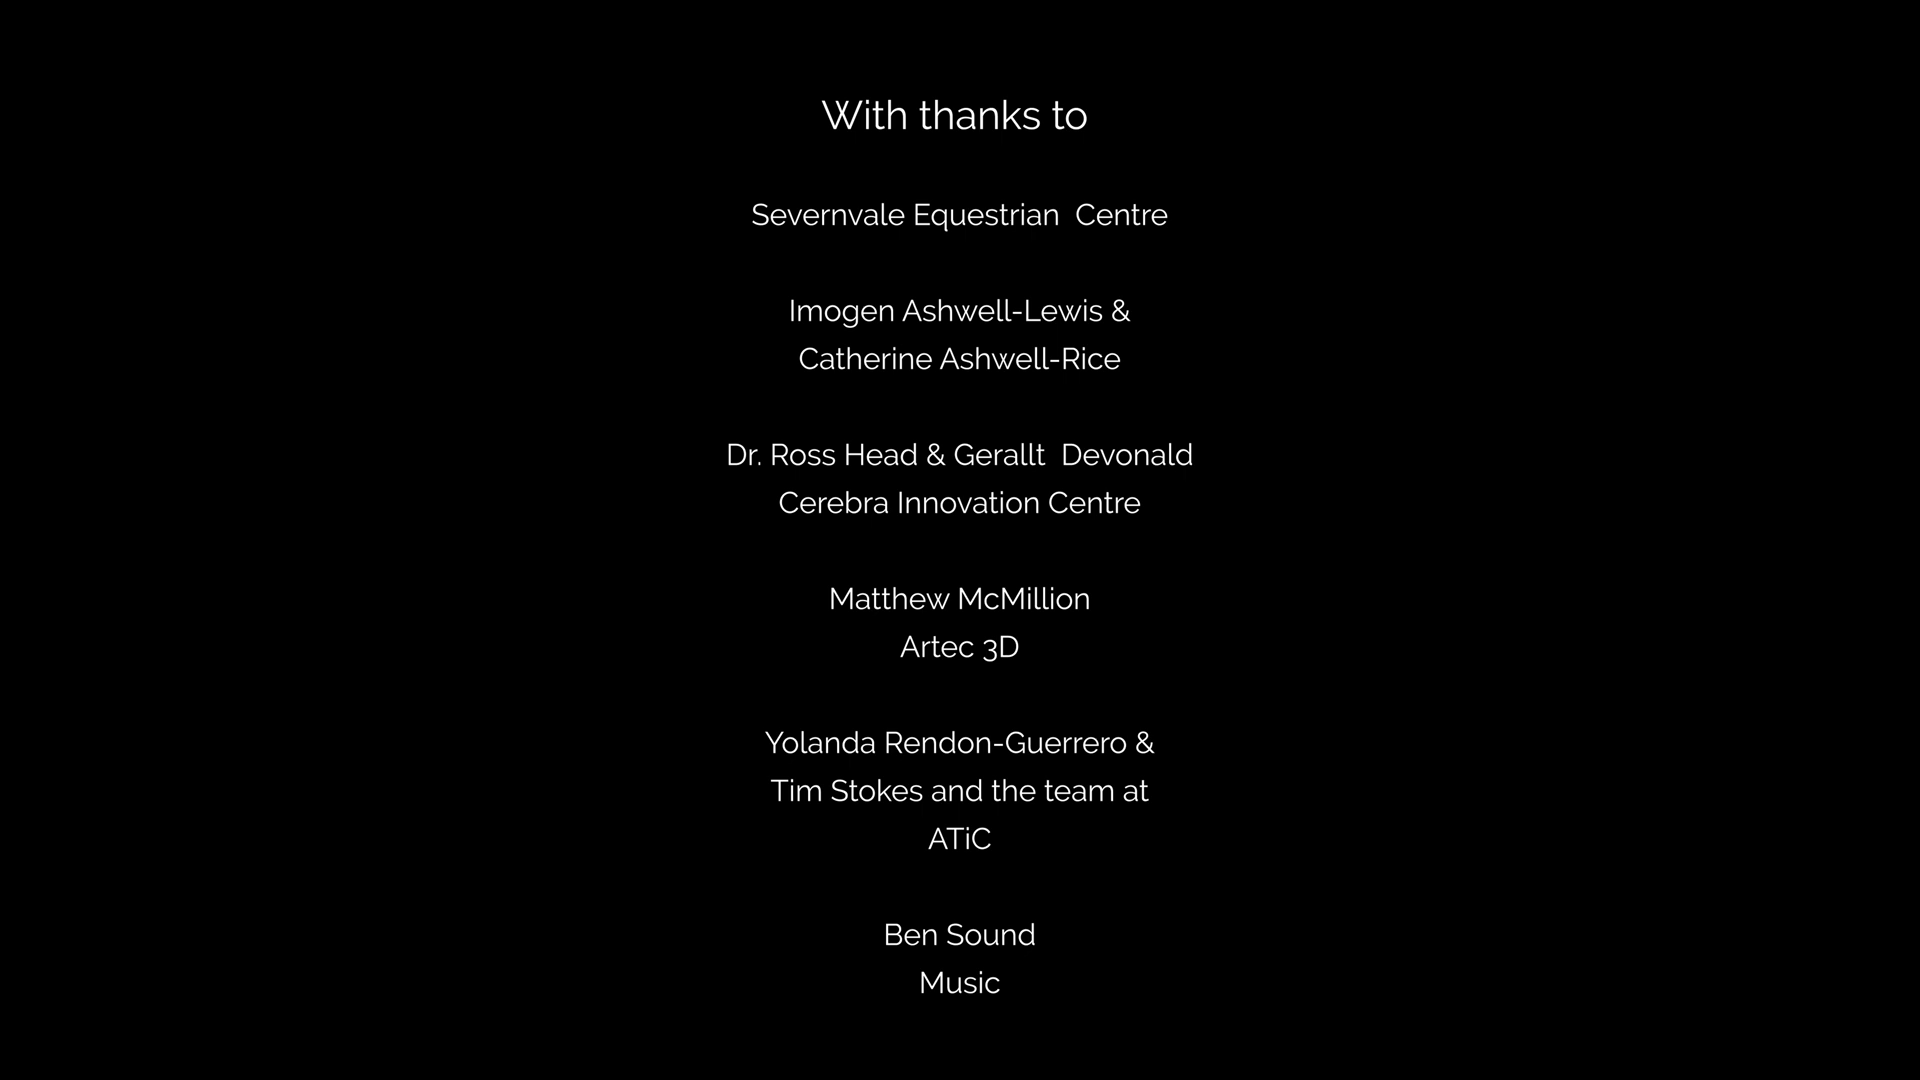 With thanks to
Severnvale Equestrian  Centre
Imogen Ashwell-Lewis &
Catherine Ashwell-Rice
Dr. Ross Head & Gerallt  Devonald
Cerebra Innovation Centre
Matthew McMillion
Artec 3D
Yolanda Rendon-Guerrero &
Tim Stokes and the team at
ATiC
Ben Sound
Music